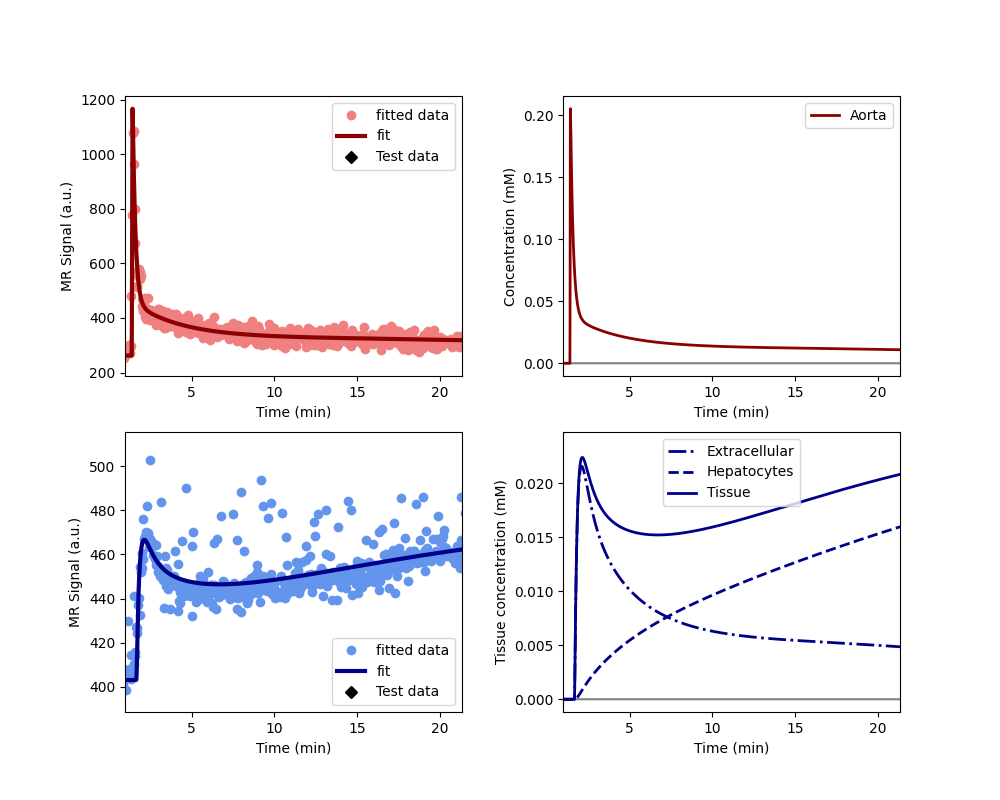 1200
1000
800
600
400
200
5
10
15
20
MR Signal (a.u.)
Time (min)
fitted data
fit
Test data
0.20
0.15
0.10
0.05
0.00
5
10
15
20
Concentration (mM)
Time (min)
Aorta
500
480
460
440
420
400
5
10
15
20
MR Signal (a.u.)
Time (min)
fitted data
fit
Test data
0.020
0.015
0.010
0.005
0.000
5
10
15
20
Tissue concentration (mM)
Time (min)
Extracellular
Hepatocytes
Tissue